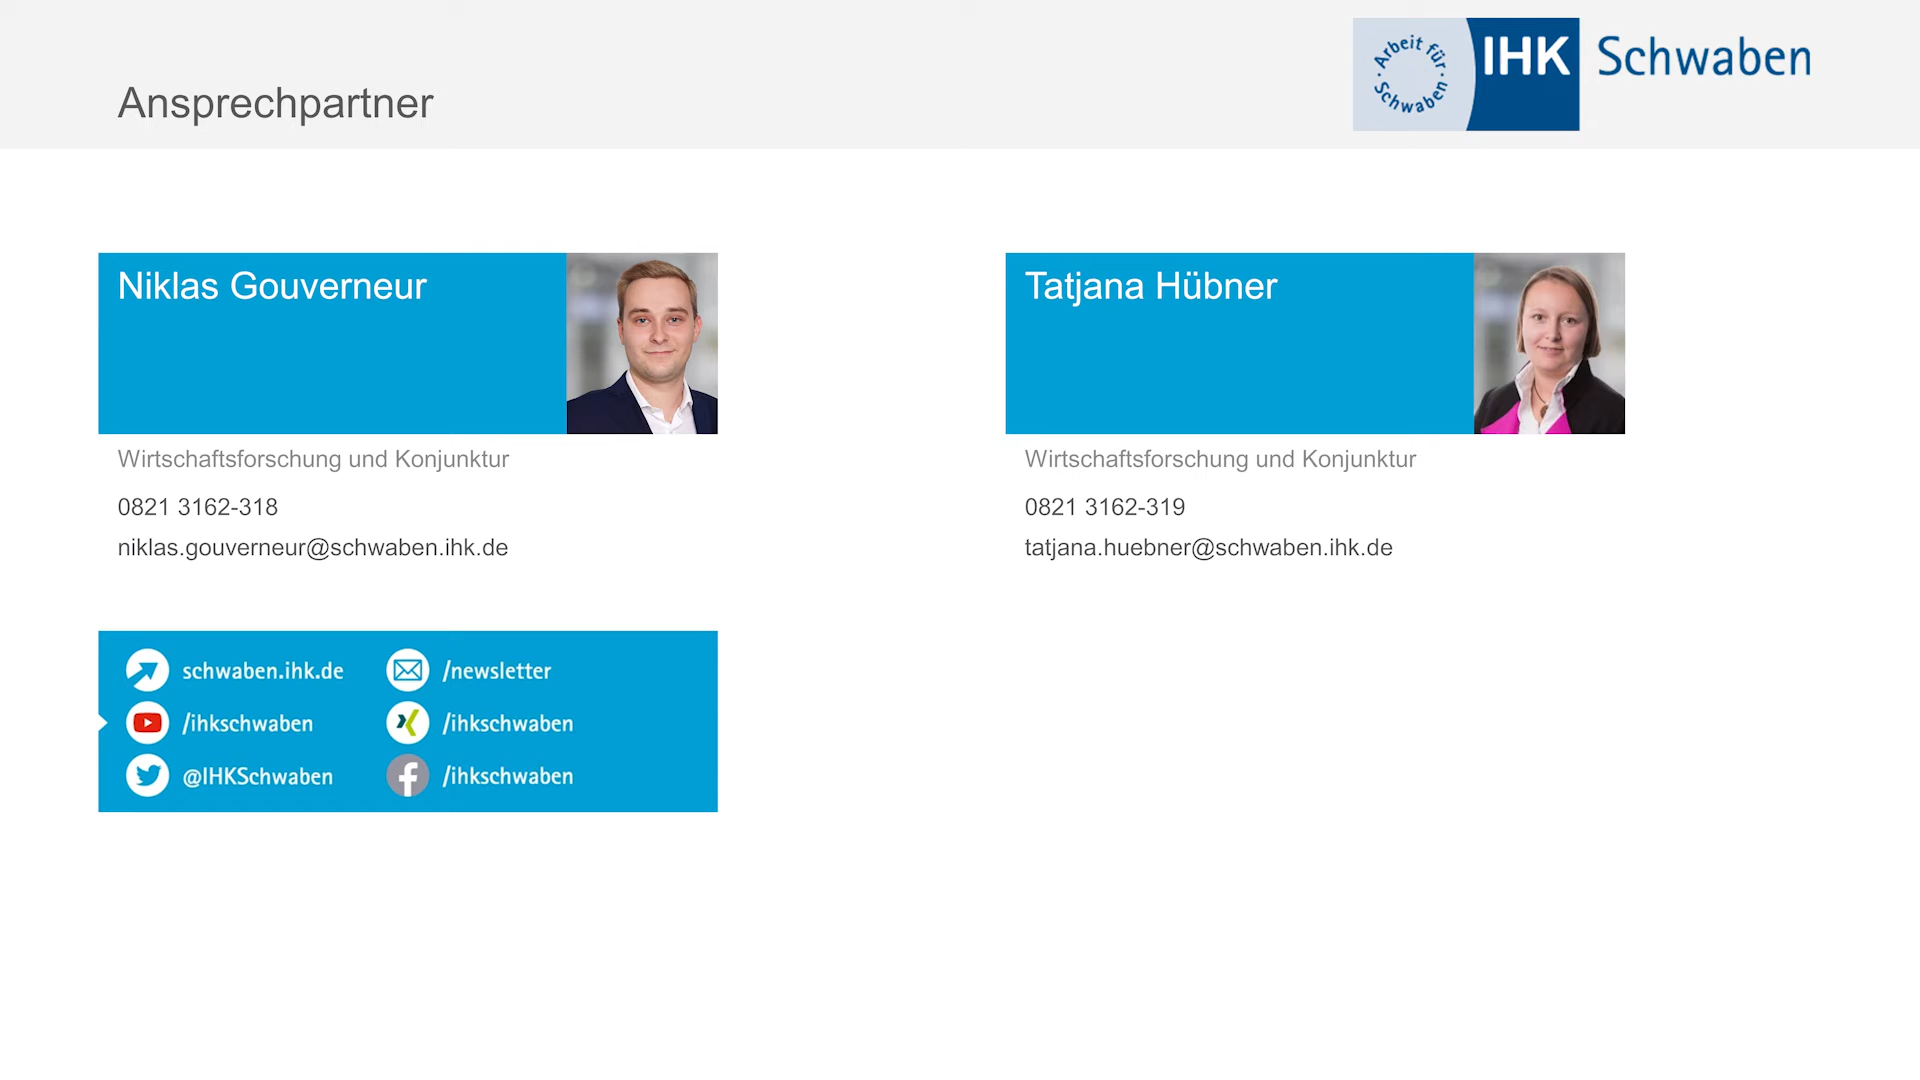 Arbeit für Schwaben
IHK Schwaben
Ansprechpartner
Niklas Gouverneur
Wirtschaftsforschung und Konjunktur
0821 3162-318
niklas.gouverneur@schwaben.ihk.de
Tatjana Hübner
Wirtschaftsforschung und Konjunktur
0821 3162-319
tatjana.huebner@schwaben.ihk.de
schwaben.ihk.de
/newsletter
/ihkschwaben
/ihkschwaben
@IHKSchwaben
/ihkschwaben